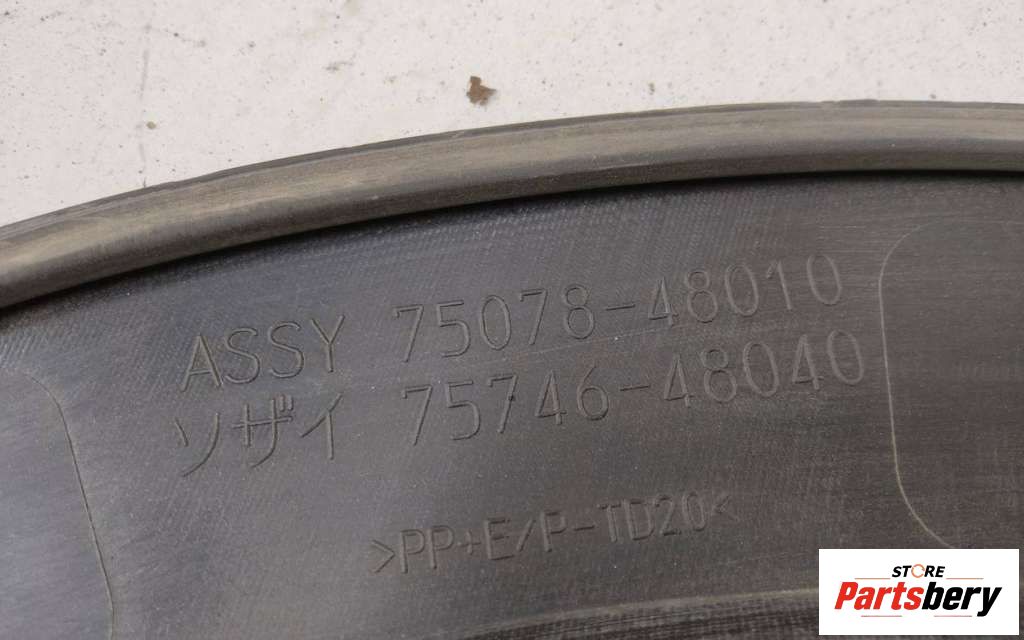 ASSY 75078-48010
ソザイ 75746-48040
>PP+E/P-TD20<
STORE
Partsbery